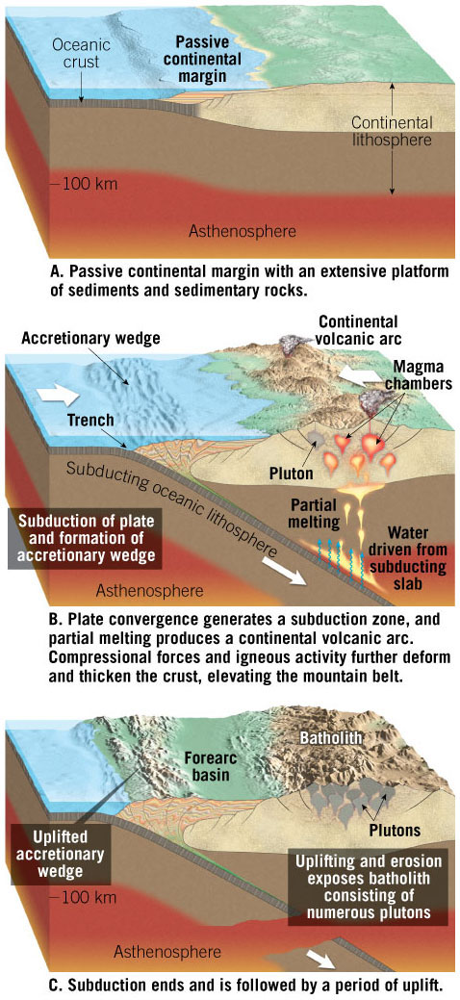 Oceanic
crust
Passive
continental
margin
Continental
lithosphere
100 km
Asthenosphere
A. Passive continental margin with an extensive platform
of sediments and sedimentary rocks.
Continental
volcanic arc
Accretionary wedge
Magma
chambers
Trench
Pluton
Subducting oceanic lithosphere
Partial
melting
Subduction of plate
and formation of
accretionary wedge
Water
driven from
subducting
slab
Asthenosphere
B. Plate convergence generates a subduction zone, and
partial melting produces a continental volcanic arc.
Compressional forces and igneous activity further deform
and thicken the crust, elevating the mountain belt.
Batholith
Forearc
basin
Plutons
Uplifted
accretionary
wedge
Uplifting and erosion
exposes batholith
consisting of
numerous plutons
100 km
Asthenosphere
C. Subduction ends and is followed by a period of uplift.